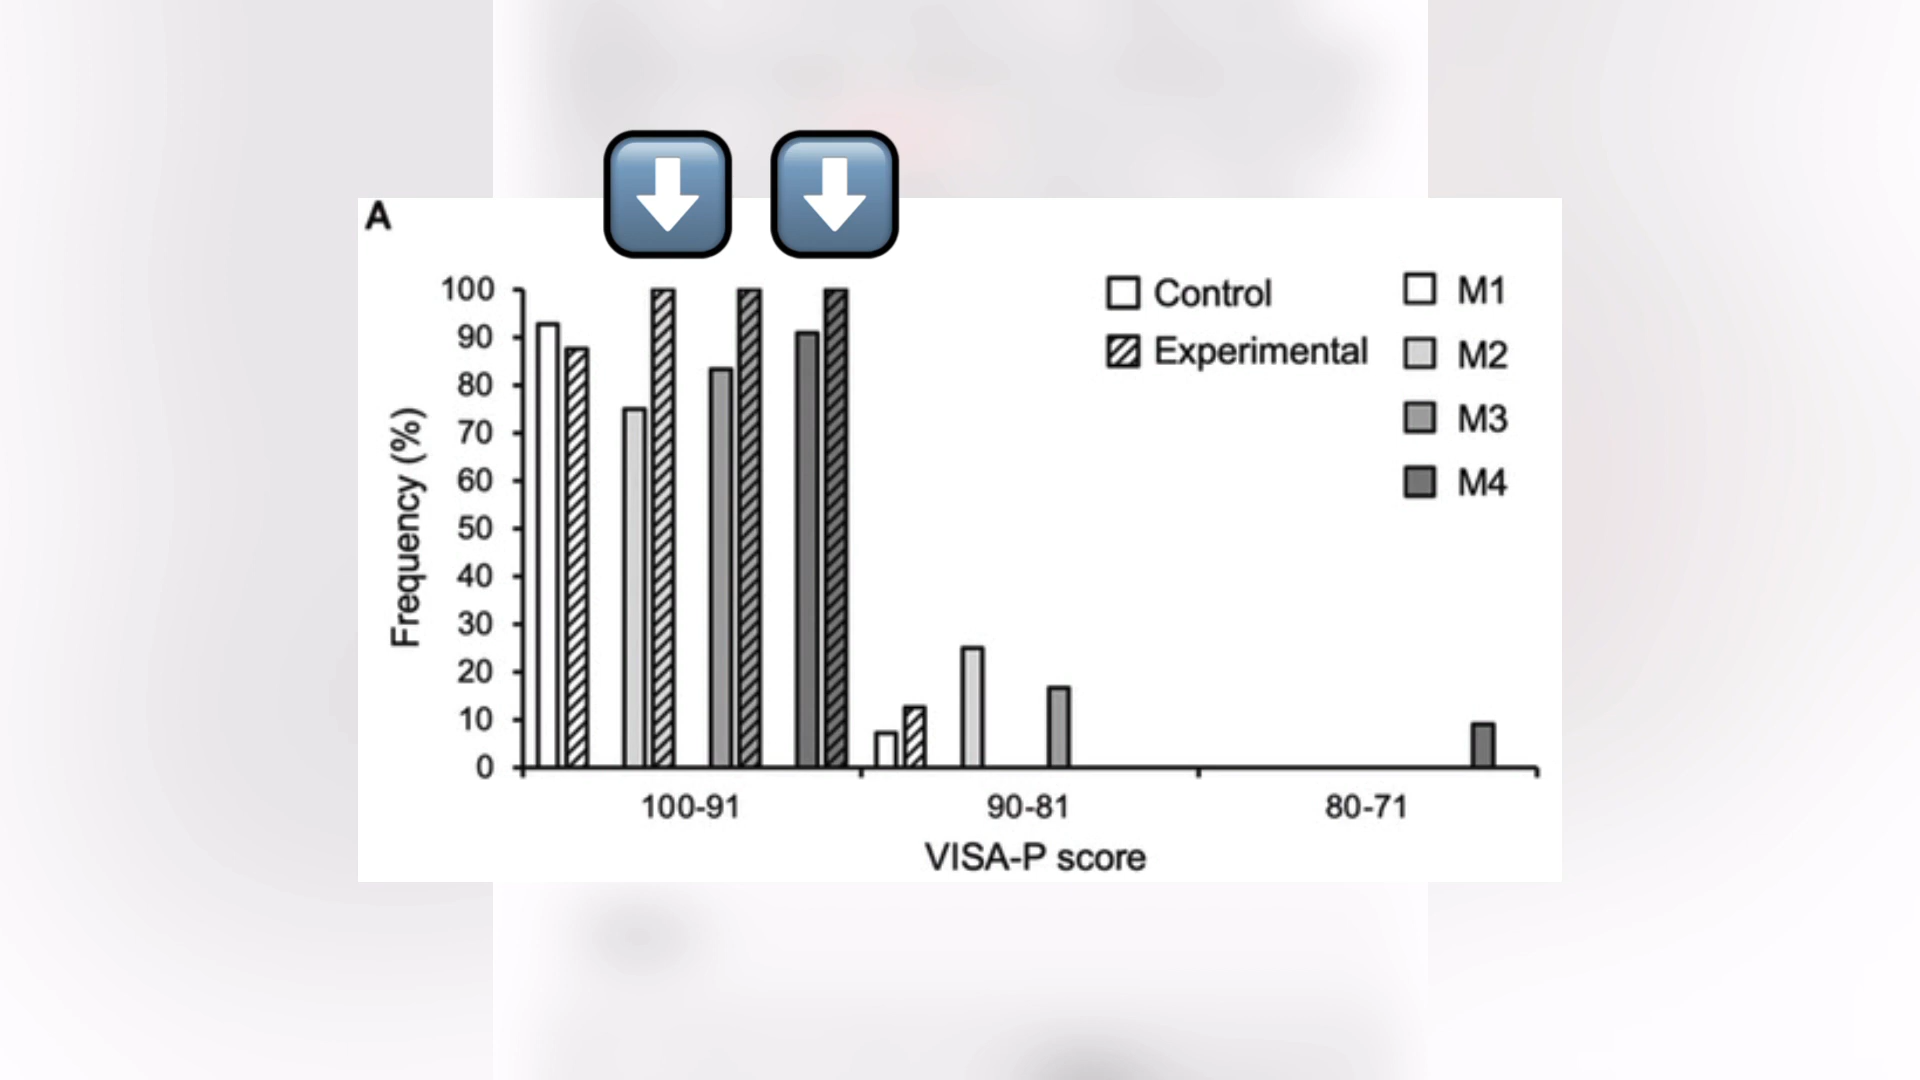 A
100
90
80
70
60
50
40
30
20
10
0
Frequency (%)
Control
Experimental
M1
M2
M3
M4
100-91
90-81
80-71
VISA-P score